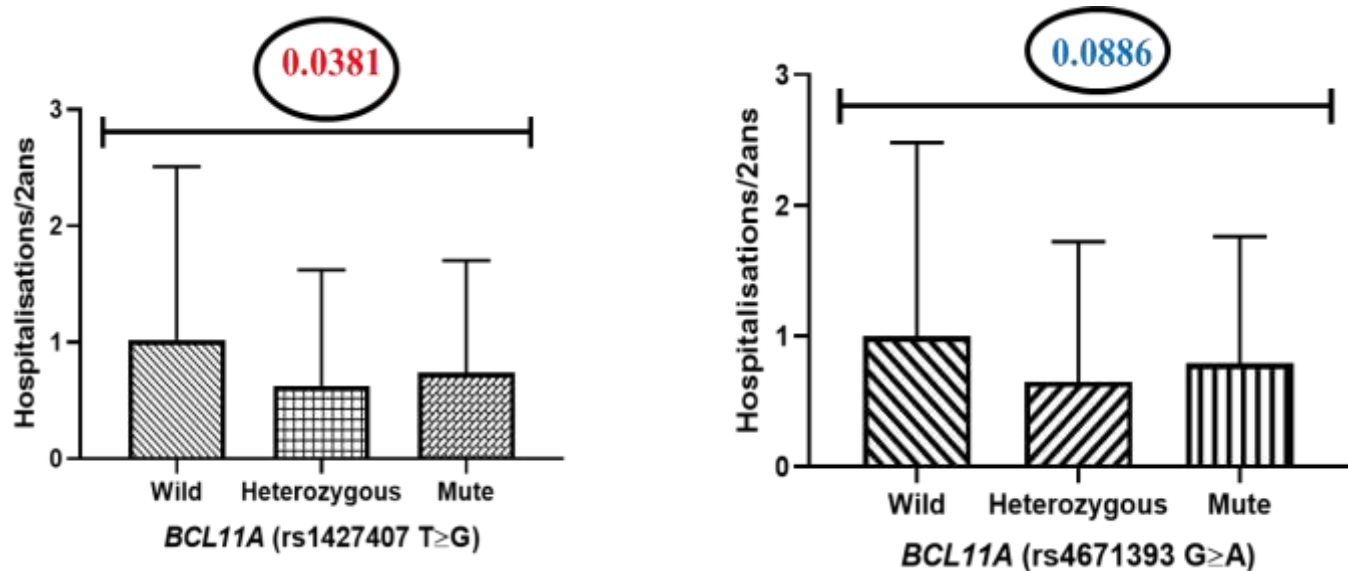 0.0381
3
2
1
0
Hospitalisations/2ans
Wild Heterozygous Mute
BCL11A (rs1427407 T≥G)
0.0886
3
2
1
0
Hospitalisations/2ans
Wild Heterozygous Mute
BCL11A (rs4671393 G≥A)